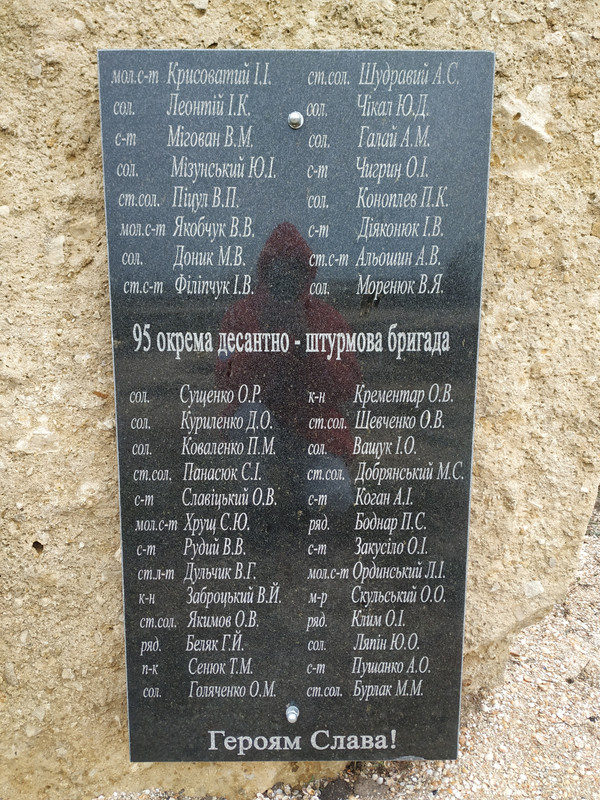 мол.с-т Крисоватий І.І.
сол. Леонтій І.К.
с-т Мігован В.М.
сол. Мізунський Ю.І.
ст.сол. Піцул В.П.
мол.с-т Якобчук В.В.
сол. Доник М.В.
ст.с-т Філіпчук І.В.
ст.сол. Шудравий А.С.
сол. Чікал Ю.Д.
сол. Галай А.М.
с-т Чигрин О.І.
сол. Коноплев П.К.
с-т Діяконюк І.В.
ст.с-т Альошин А.В.
сол. Моренюк В.Я.
95 окрема десантно - штурмова бригада
сол. Сущенко О.Р.
сол. Куриленко Д.О.
сол. Коваленко П.М.
ст.сол. Панасюк С.І.
с-т Славіцький О.В.
мол.с-т Хрущ С.Ю.
с-т Рудий В.В.
ст.л-т Дульчик В.Г.
к-н Заброцький В.Й.
ст.сол. Якимов О.В.
ряд. Беляк Г.Й.
п-к Сенюк Т.М.
сол. Голяченко О.М.
к-н Крементар О.В.
ст.сол. Шевченко О.В.
сол. Ващук І.О.
ст.сол. Добрянський М.С.
с-т Коган А.І.
ряд. Боднар П.С.
с-т Закусіло О.І.
мол.с-т Ординський Л.І.
м-р Скульський О.О.
ряд. Клим О.І.
сол. Ляпін Ю.О.
с-т Пушанко А.О.
ст.сол. Бурлак М.М.
Героям Слава!